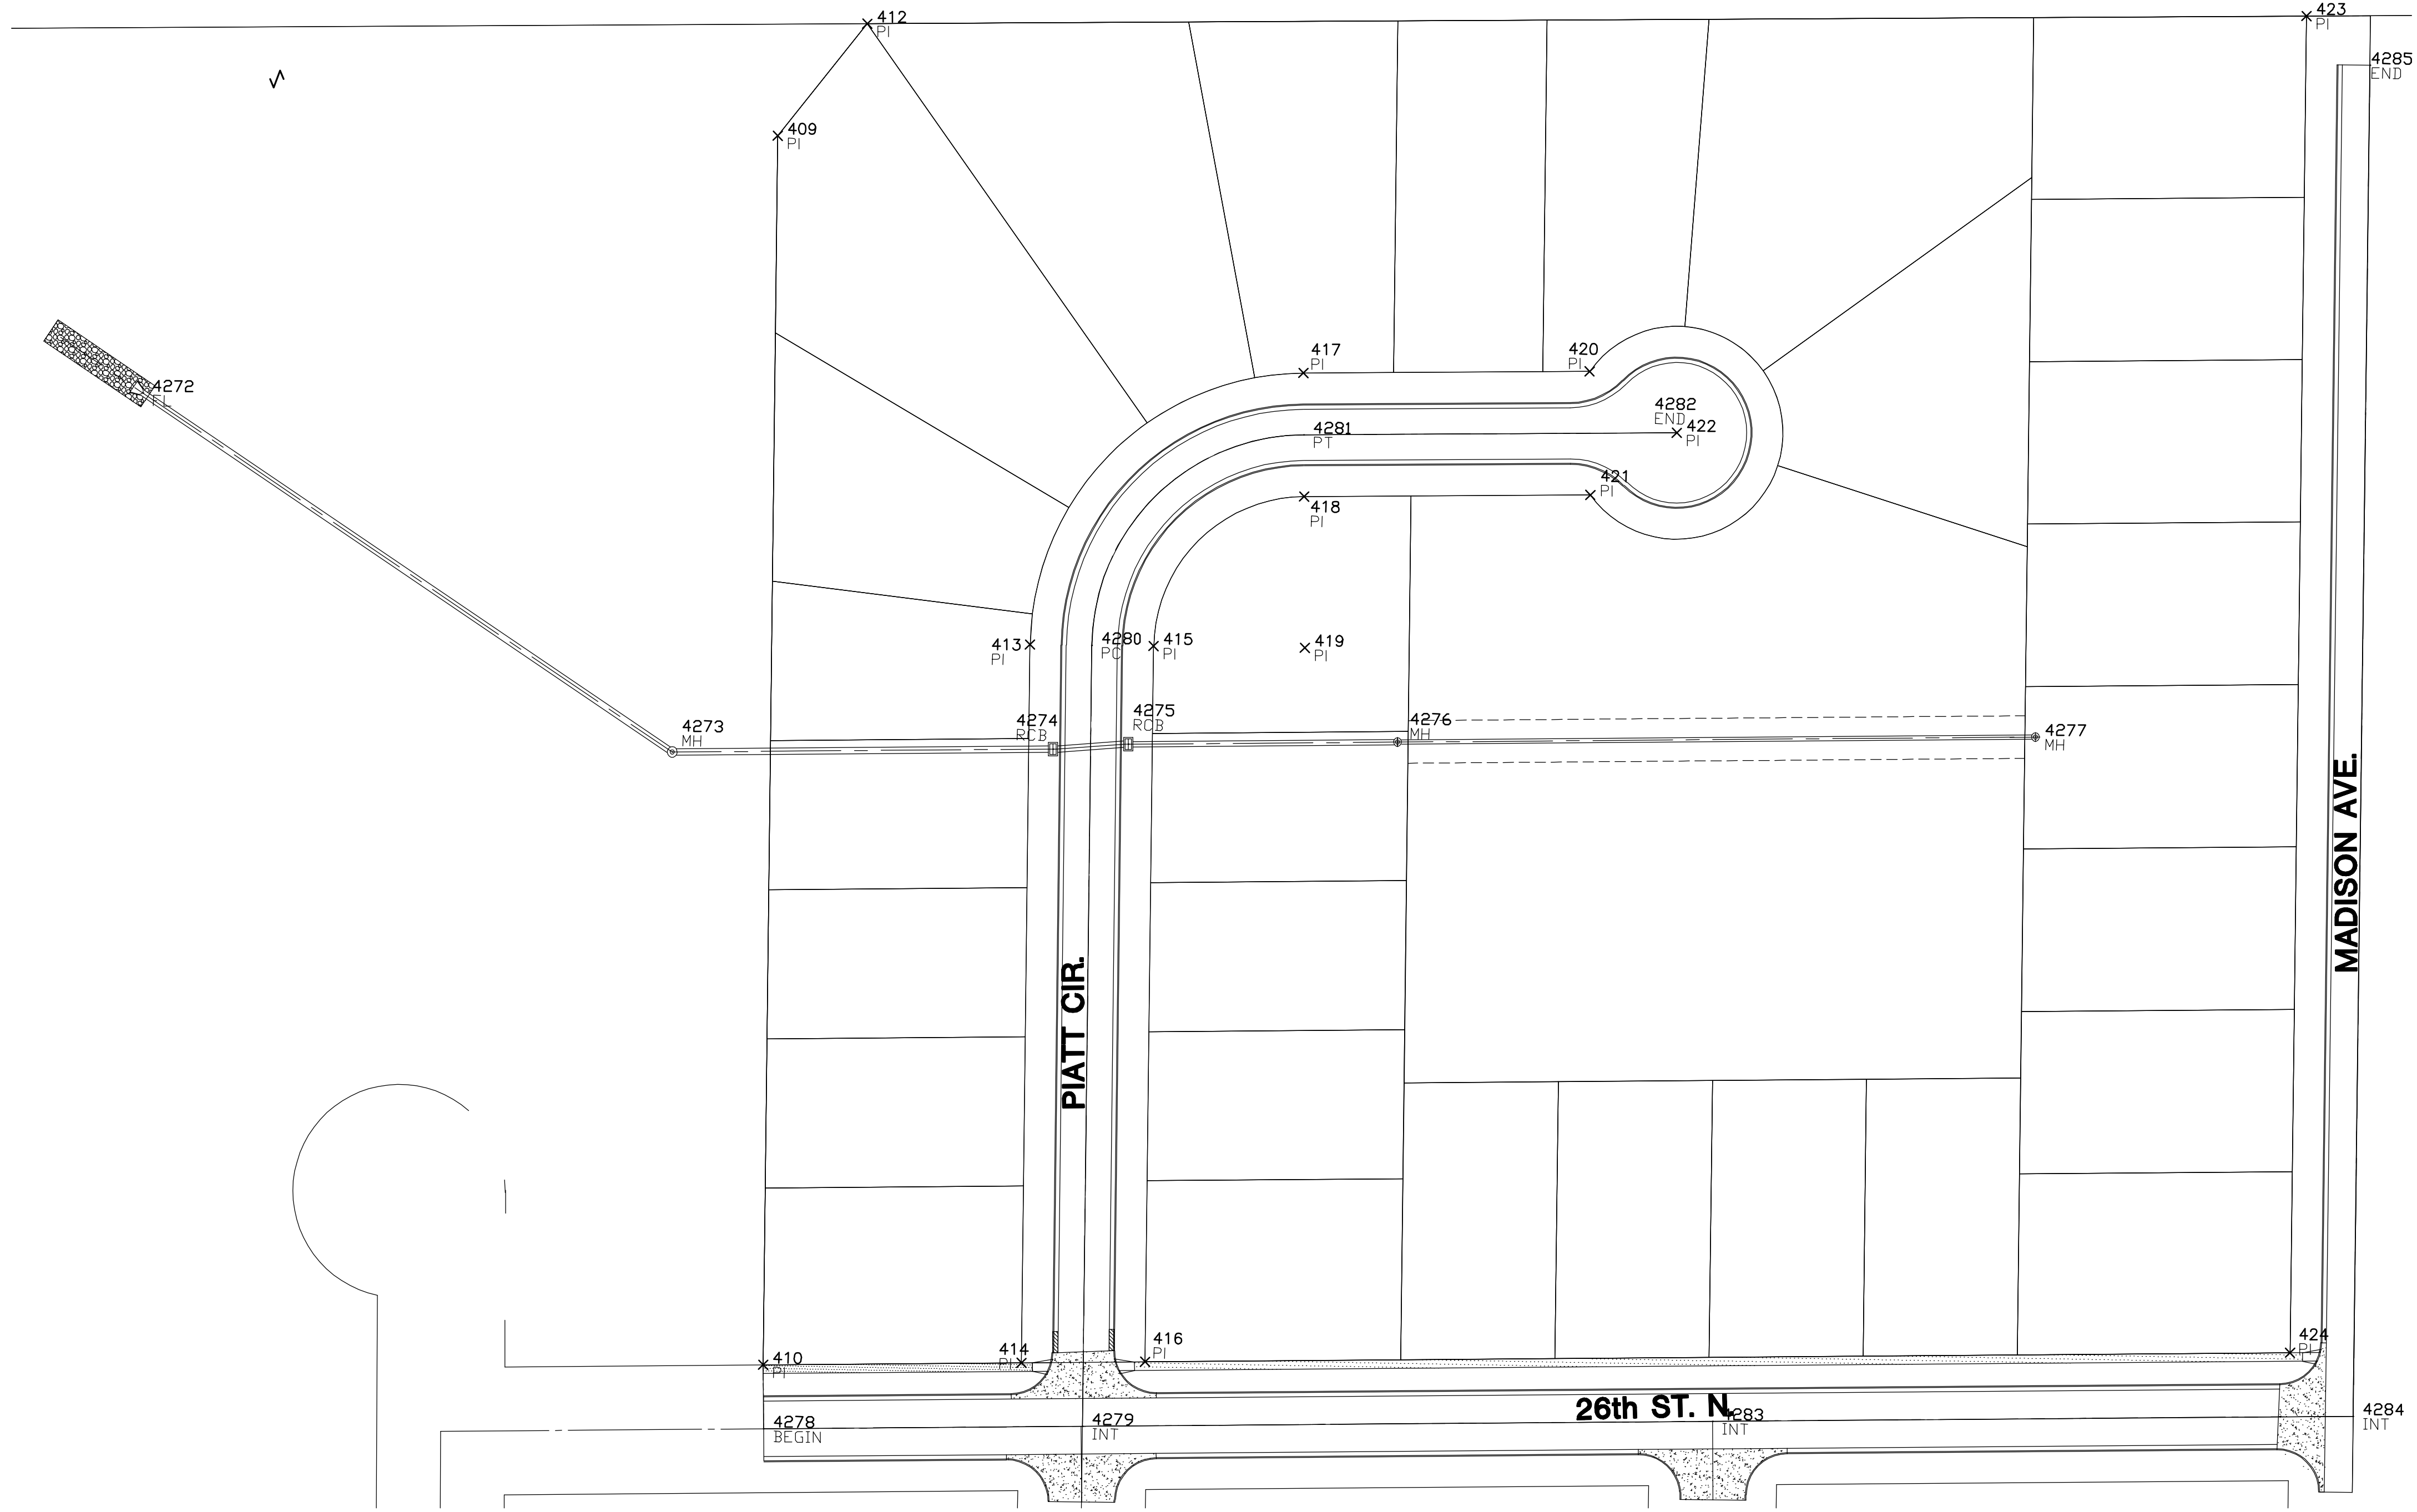 412
PI
423
PI
4285
END
409
PI
417
PI
420
PI
4272
FL
4282
END
422
PI
4281
PT
421
PI
418
PI
413
PI
4280
PC
415
PI
419
PI
4273
MH
4274
RCB
4275
RCB
4276
MH
4277
MH
MADISON AVE.
PIATT CIR.
410
PI
414
PI
416
PI
424
PI
26th ST. N.
4278
BEGIN
4279
INT
4283
INT
4284
INT